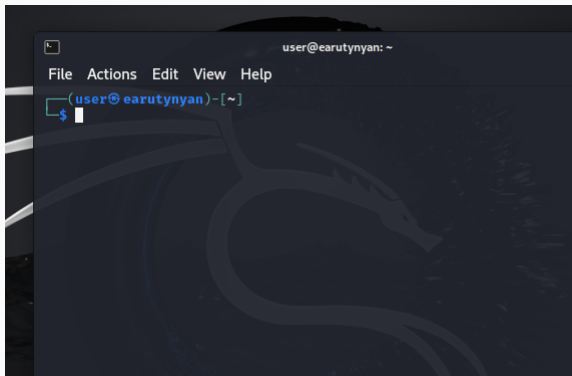 user@earutynyan: ~
File Actions Edit View Help
┌──(user㉿earutynyan)-[~]
└─$